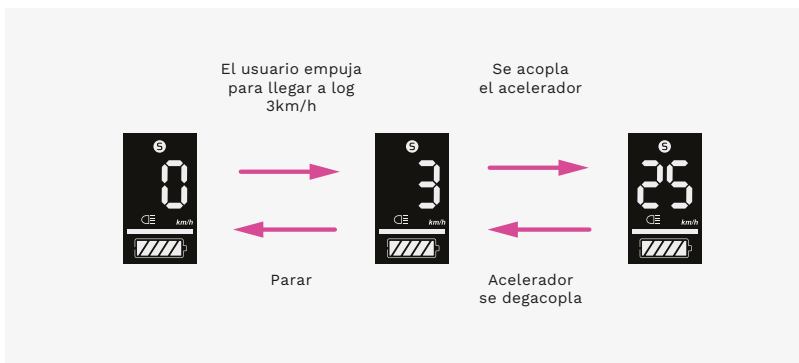 El usuario empuja
para llegar a log
3km/h
Se acopla
el acelerador
S
0
km/h
S
3
km/h
S
25
km/h
Parar
Acelerador
se degacopla